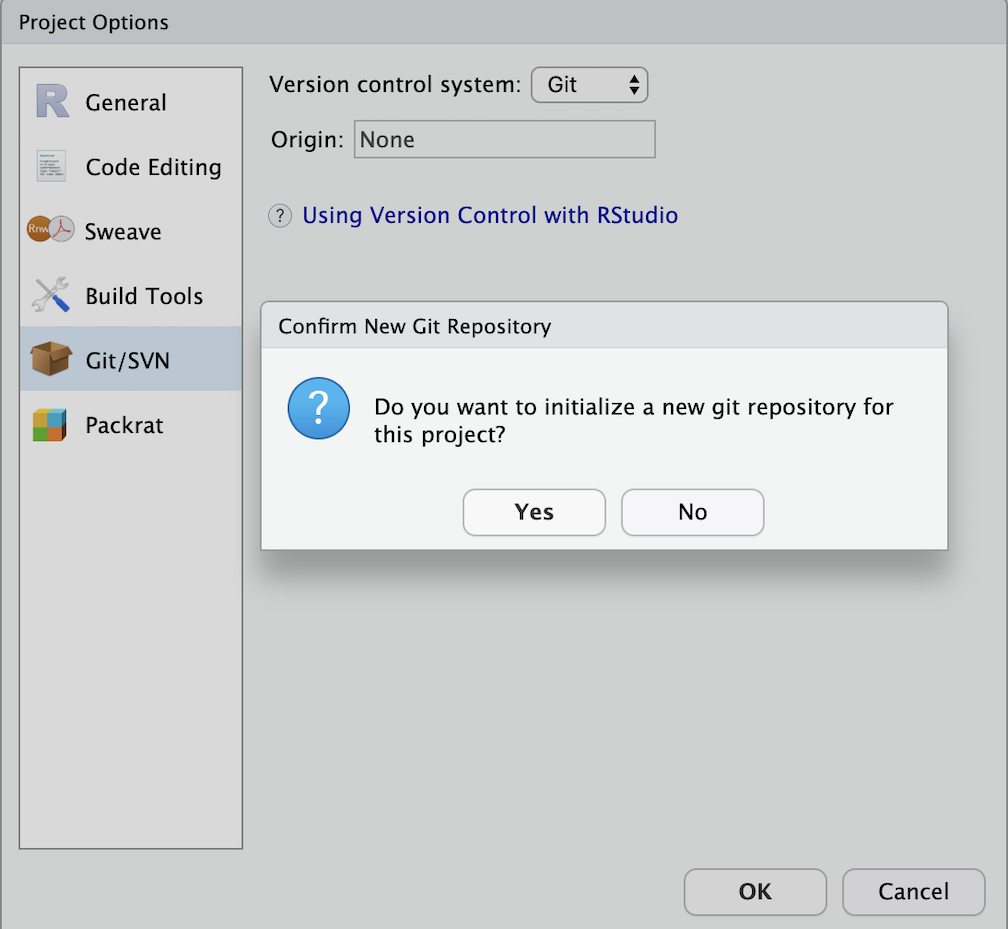 Project Options
R
General
Code Editing
Rnw
Sweave
Build Tools
Git/SVN
Packrat
Version control system: Git
Origin: None
? Using Version Control with RStudio
Confirm New Git Repository
?
Do you want to initialize a new git repository for
this project?
Yes No
OK Cancel